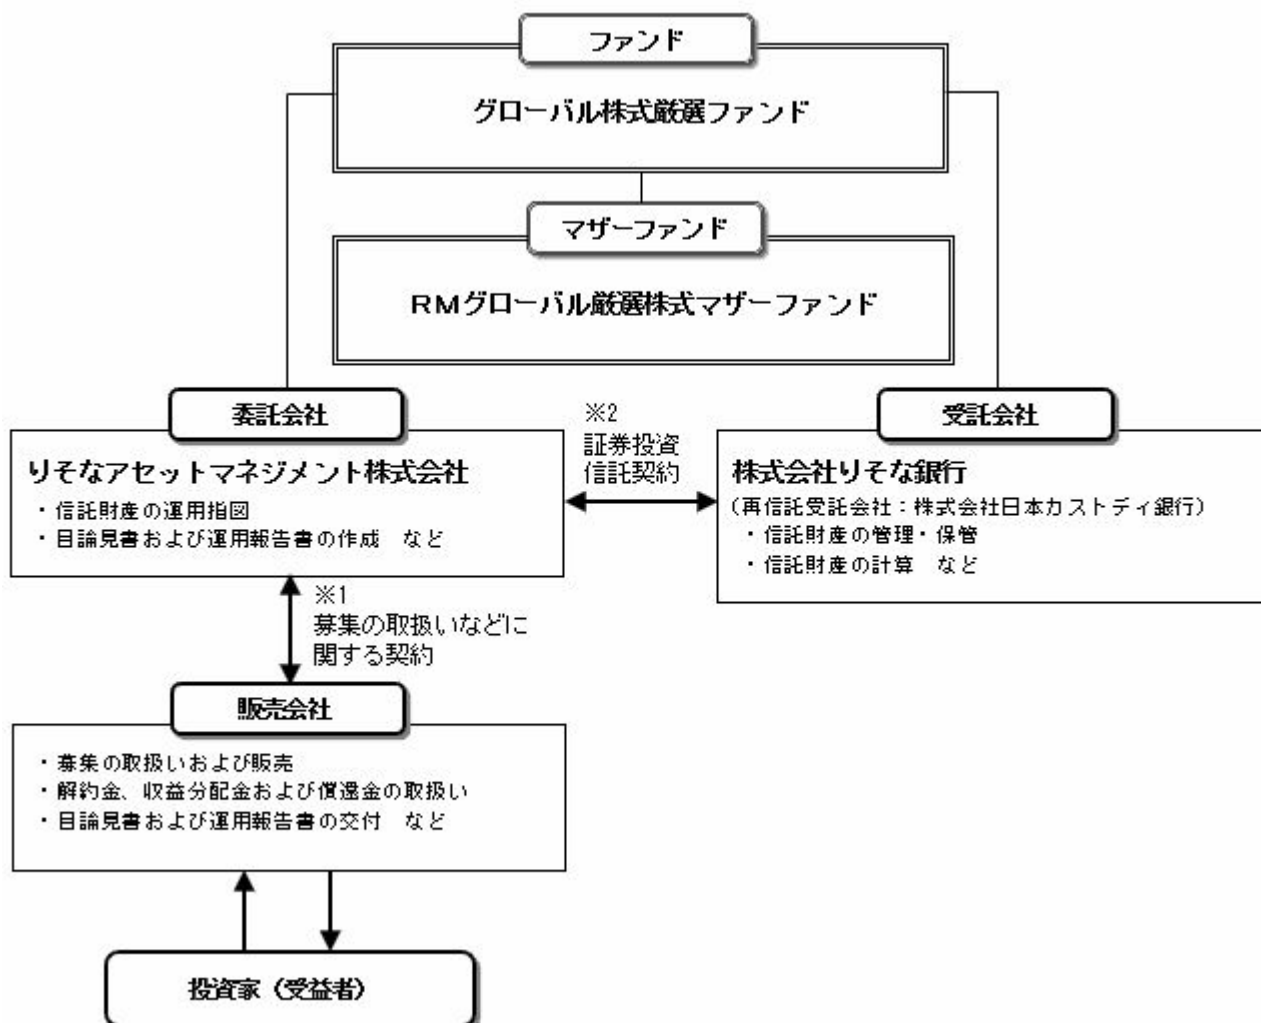 ファンド
グローバル株式厳選ファンド
マザーファンド
RMグローバル厳選株式マザーファンド
委託会社
りそなアセットマネジメント株式会社
・信託財産の運用指図
・目論見書および運用報告書の作成 など
※2
証券投資
信託契約
受託会社
株式会社りそな銀行
(再信託受託会社:株式会社日本カストディ銀行)
・信託財産の管理・保管
・信託財産の計算 など
※1
募集の取扱いなどに
関する契約
販売会社
・募集の取扱いおよび販売
・解約金、収益分配金および償還金の取扱い
・目論見書および運用報告書の交付 など
投資家(受益者)